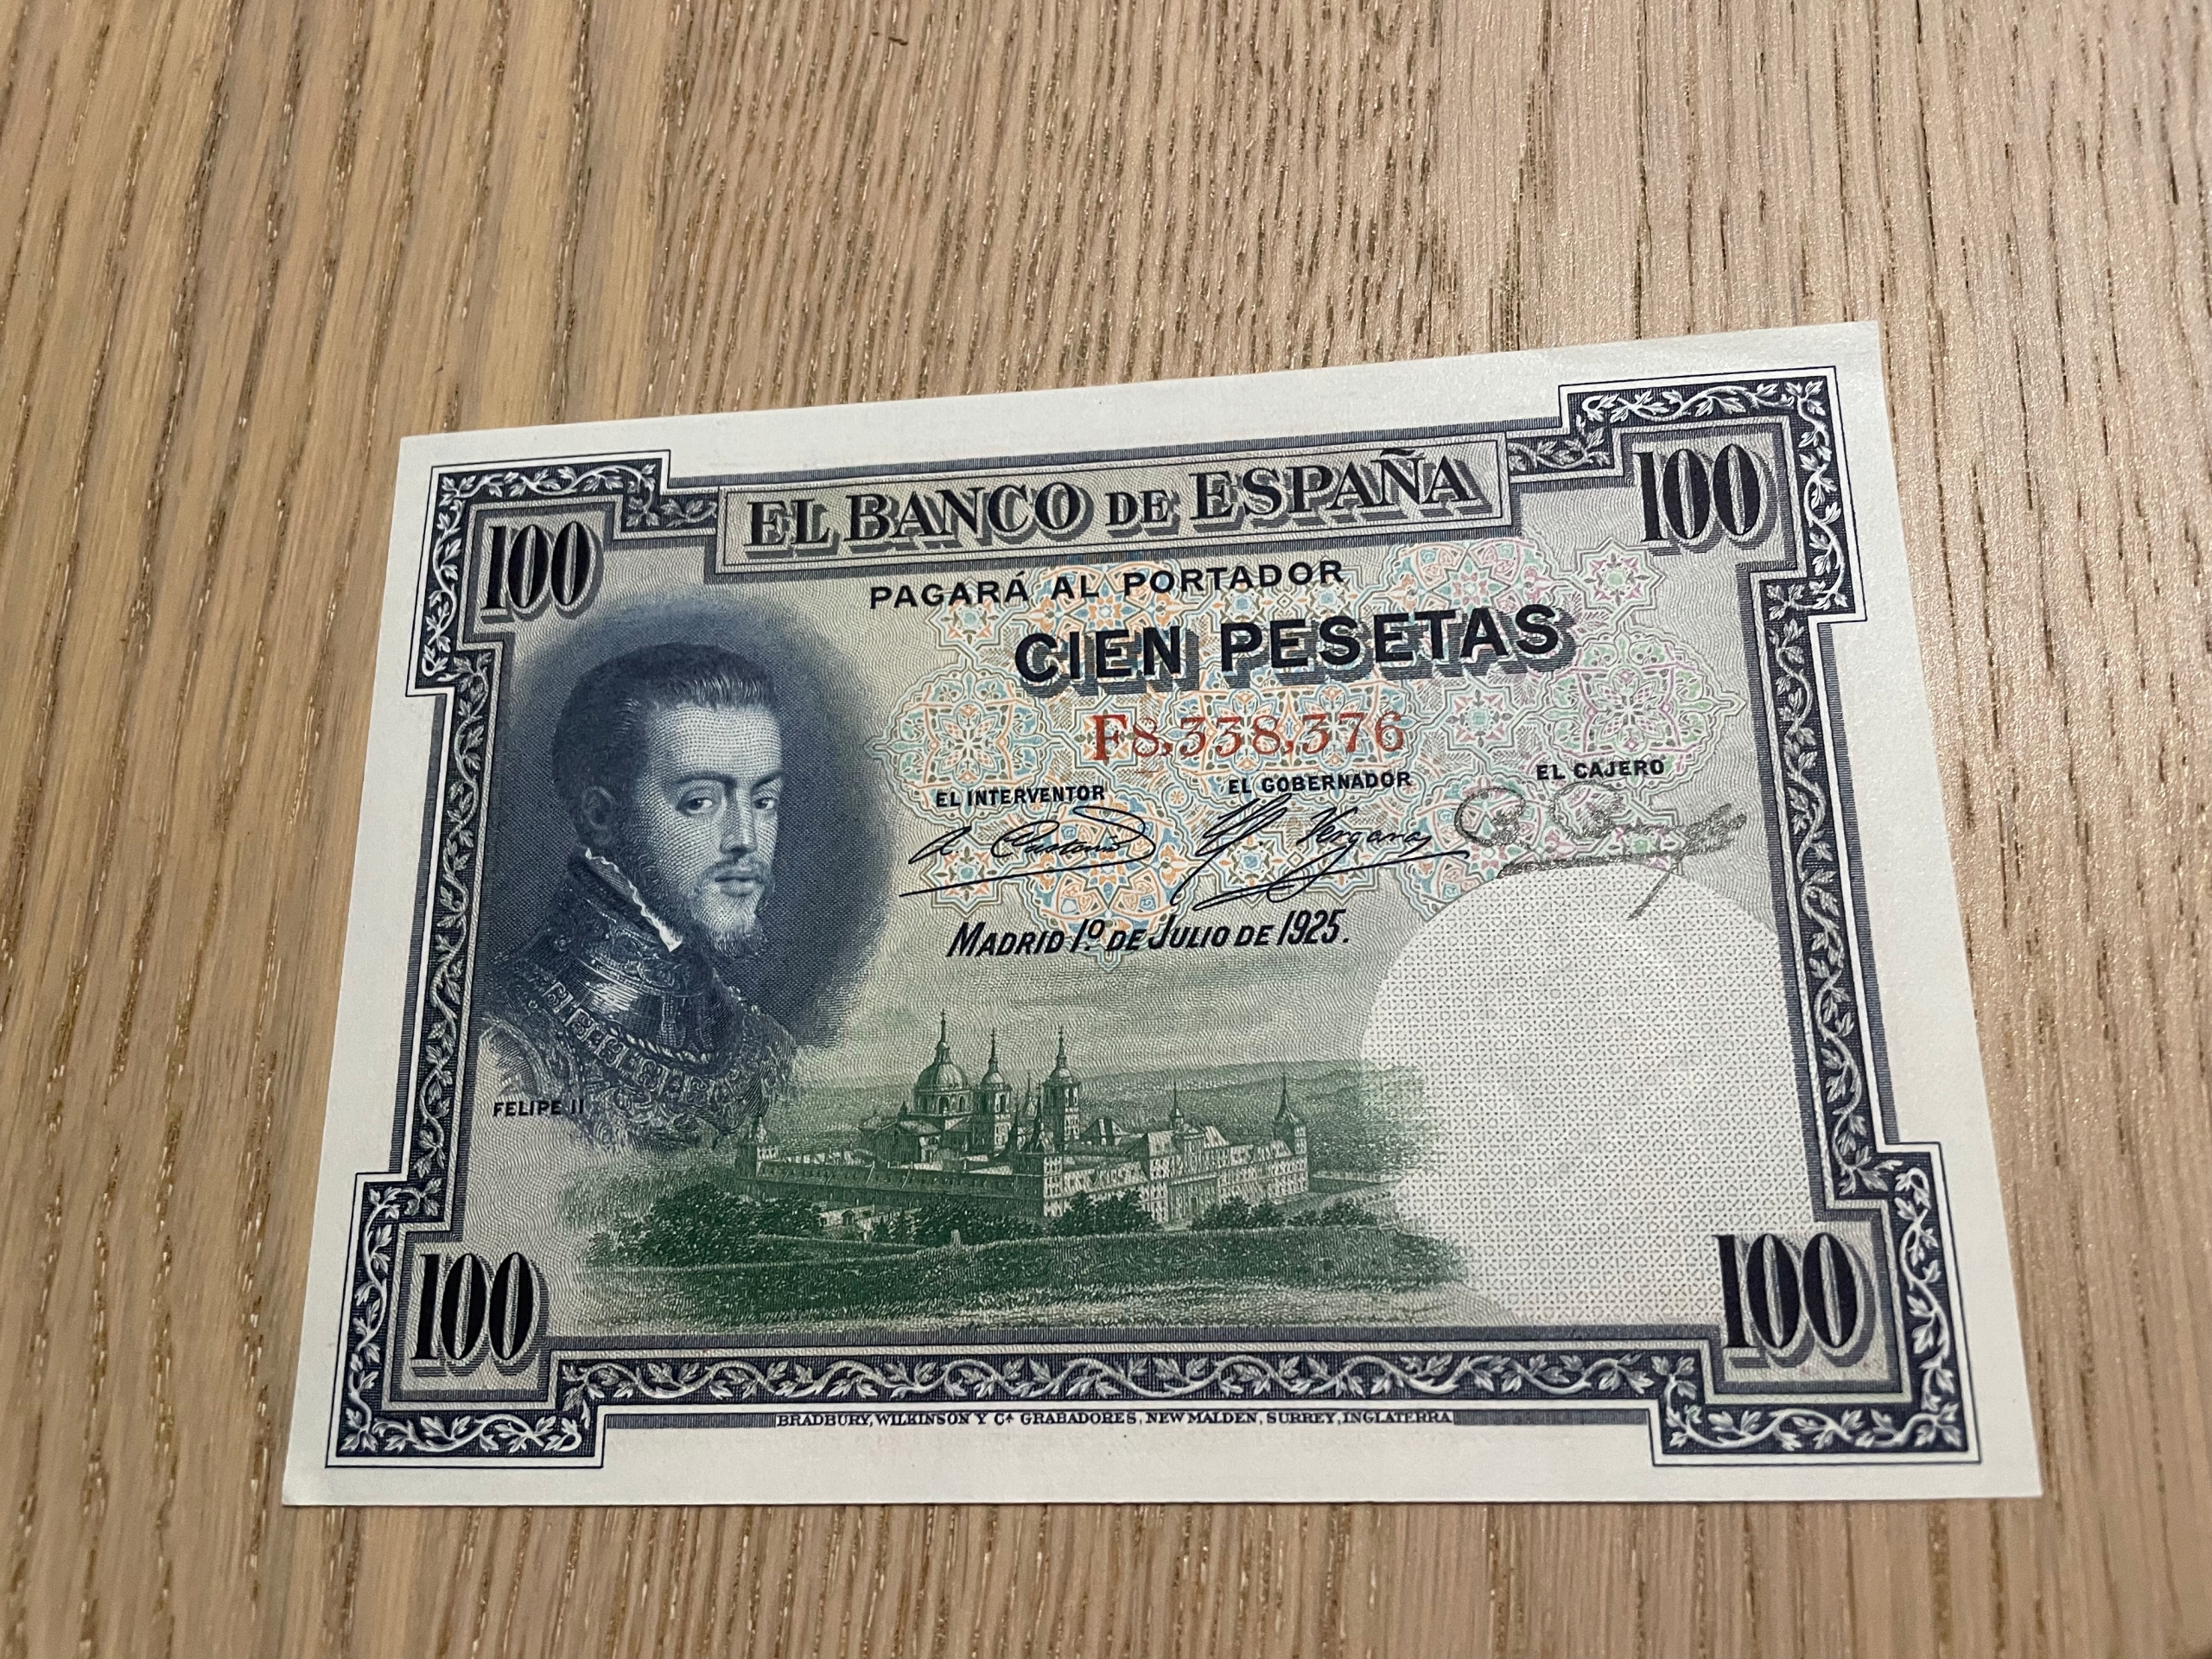 100
EL BANCO DE ESPAÑA
100
PAGARÁ AL PORTADOR
CIEN PESETAS
F8,338,376
EL INTERVENTOR
EL GOBERNADOR
EL CAJERO
Vergara
MADRID 1º DE JULIO DE 1925.
FELIPE II
100
100
BRADBURY, WILKINSON Y Cª GRABADORES, NEW MALDEN, SURREY, INGLATERRA